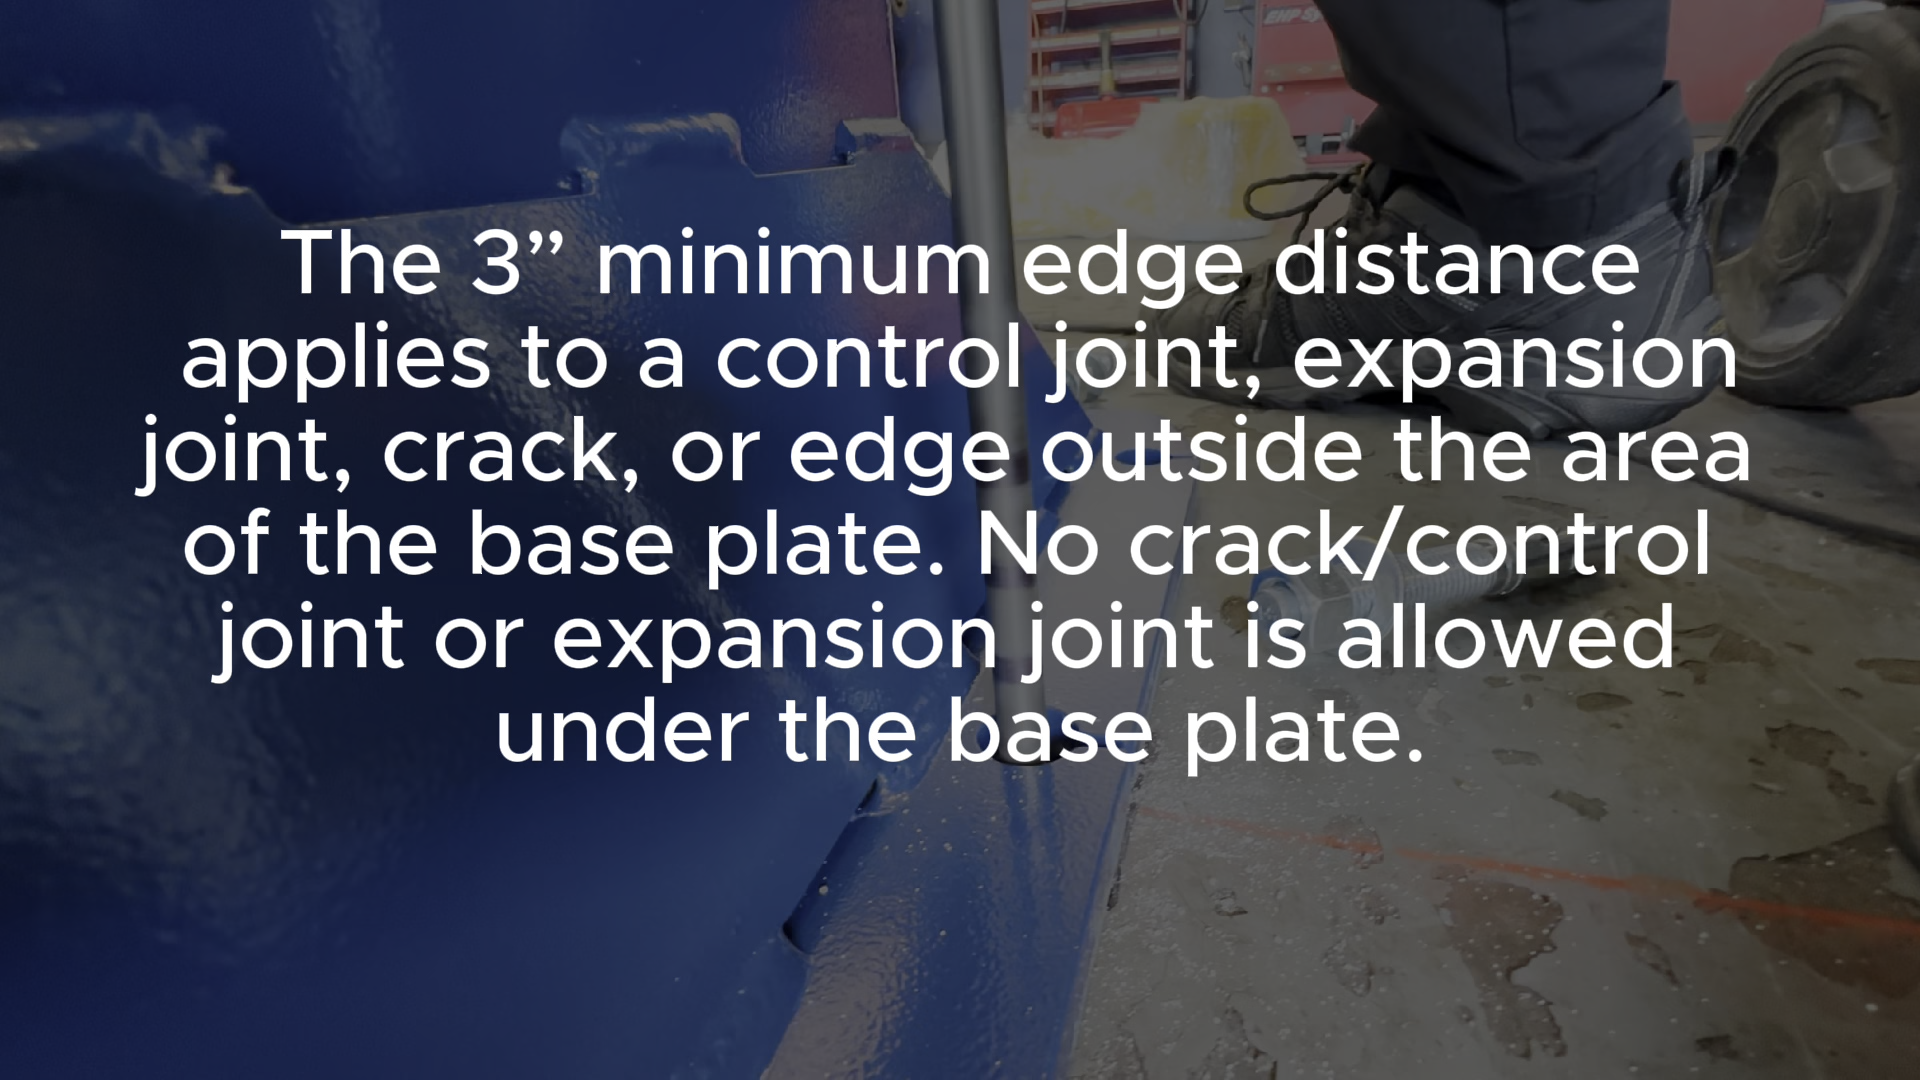 The 3” minimum edge distance
applies to a control joint, expansion
joint, crack, or edge outside the area
of the base plate. No crack/control
joint or expansion joint is allowed
under the base plate.